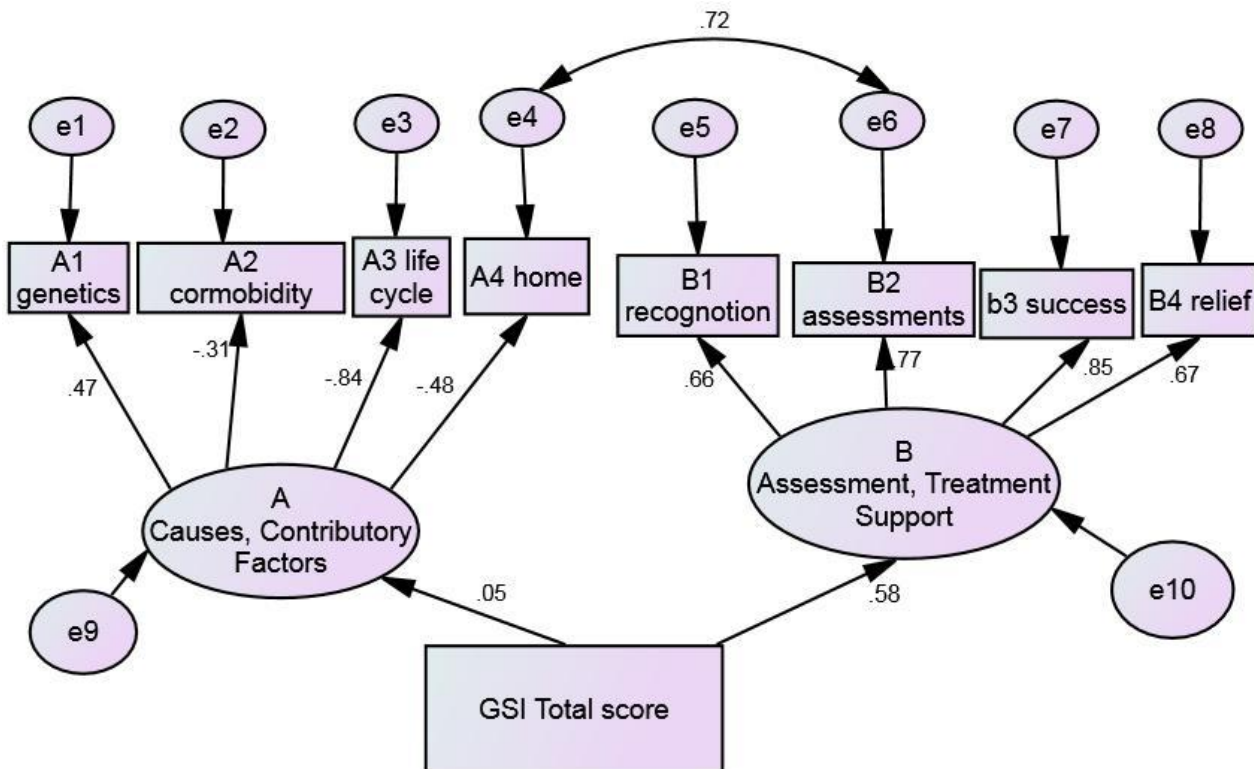 .72
e1
e2
e3
e4
e5
e6
e7
e8
A1
genetics
A2
cormobidity
A3 life
cycle
A4 home
B1
recognotion
B2
assessments
b3 success
B4 relief
.47
-.31
-.84
-.48
.66
.77
.85
.67
A
Causes, Contributory
Factors
B
Assessment, Treatment
Support
e9
.05
.58
e10
GSI Total score